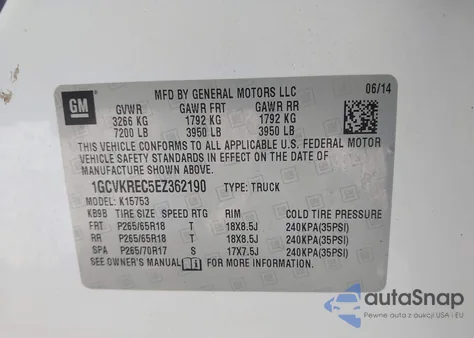 MFD BY GENERAL MOTORS LLC 06/14
GM
GVWR GAWR FRT GAWR RR
3266 KG 1792 KG 1792 KG
7200 LB 3950 LB 3950 LB
THIS VEHICLE CONFORMS TO ALL APPLICABLE U.S. FEDERAL MOTOR
VEHICLE SAFETY STANDARDS IN EFFECT ON THE DATE OF
MANUFACTURE SHOWN ABOVE.
1GCVKREC5EZ362190 TYPE: TRUCK
MODEL: K15753
KB9B TIRE SIZE SPEED RTG RIM COLD TIRE PRESSURE
FRT P265/65R18 T 18X8.5J 240KPA(35PSI)
RR P265/65R18 T 18X8.5J 240KPA(35PSI)
SPA P265/70R17 S 17X7.5J 240KPA(35PSI)
SEE OWNER'S MANUAL FOR MORE INFORMATION.
autoSnap
Pewne auta z aukcji USA i EU